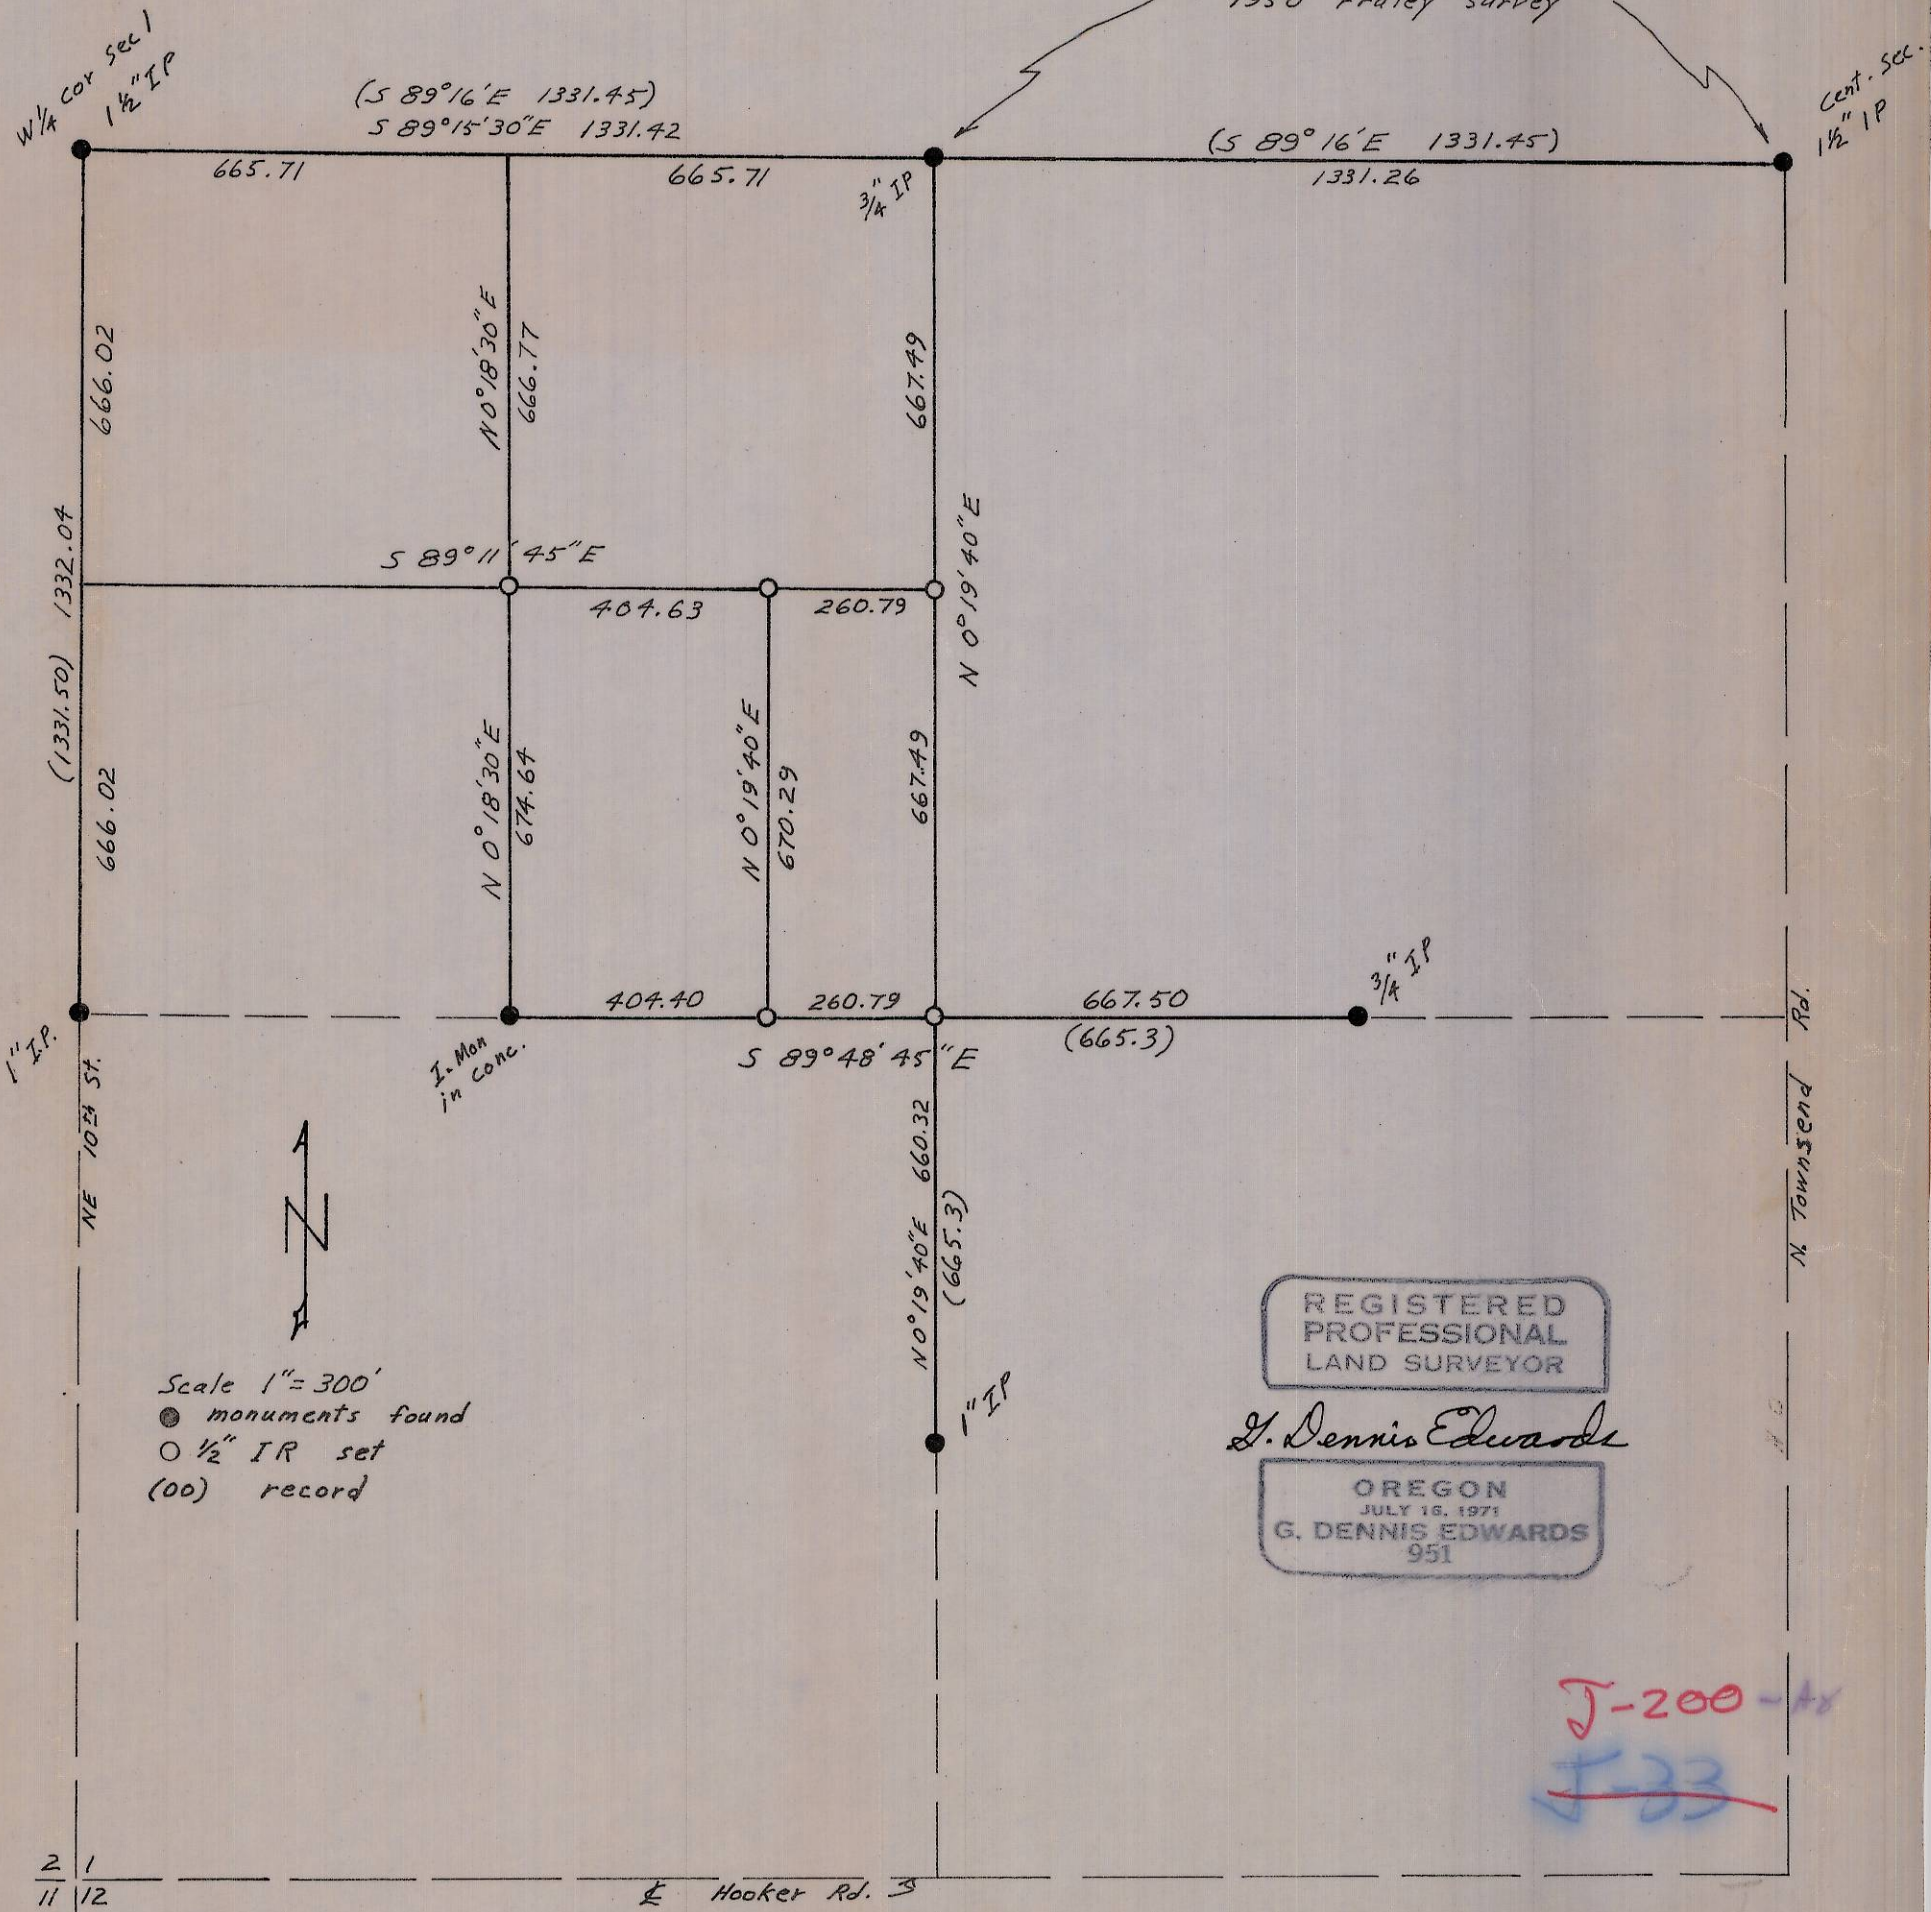 1950 Fraley Survey
W¼ cor sec 1
1½" IP
(S 89°16'E 1331.45)
S 89°15'30"E 1331.42
665.71
665.71
¾" IP
(S 89°16'E 1331.45)
1331.26
Cent. Sec.
1½" IP
666.02
N 0°18'30"E
666.77
667.49
(1331.50) 1332.04
S 89°11'45"E
404.63
260.79
N 0°19'40"E
666.02
N 0°18'30"E
674.64
N 0°19'40"E
670.29
667.49
¾" IP
404.40
260.79
667.50
(665.3)
S 89°48'45"E
1" I.P.
I. Mon
in conc.
NE 10TH St.
N
N 0°19'40"E 660.32
(665.3)
1" IP
N. Townsend Rd.
Scale 1"=300'
● monuments found
○ ½" IR set
(00) record
REGISTERED
PROFESSIONAL
LAND SURVEYOR
G. Dennis Edwards
OREGON
JULY 16, 1971
G. DENNIS EDWARDS
951
J-200
J-33
2 1
11 12
℄ Hooker Rd.